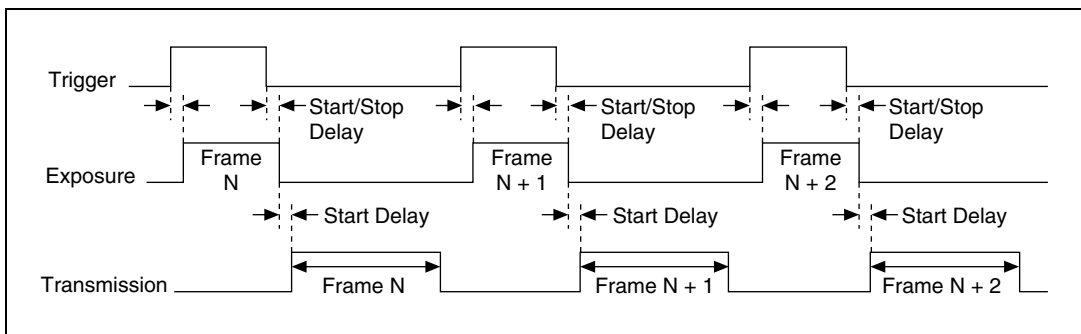 Trigger
Start/Stop
Delay
Start/Stop
Delay
Start/Stop
Delay
Exposure
Frame
N
Frame
N + 1
Frame
N + 2
Start Delay
Start Delay
Start Delay
Transmission
Frame N
Frame N + 1
Frame N + 2